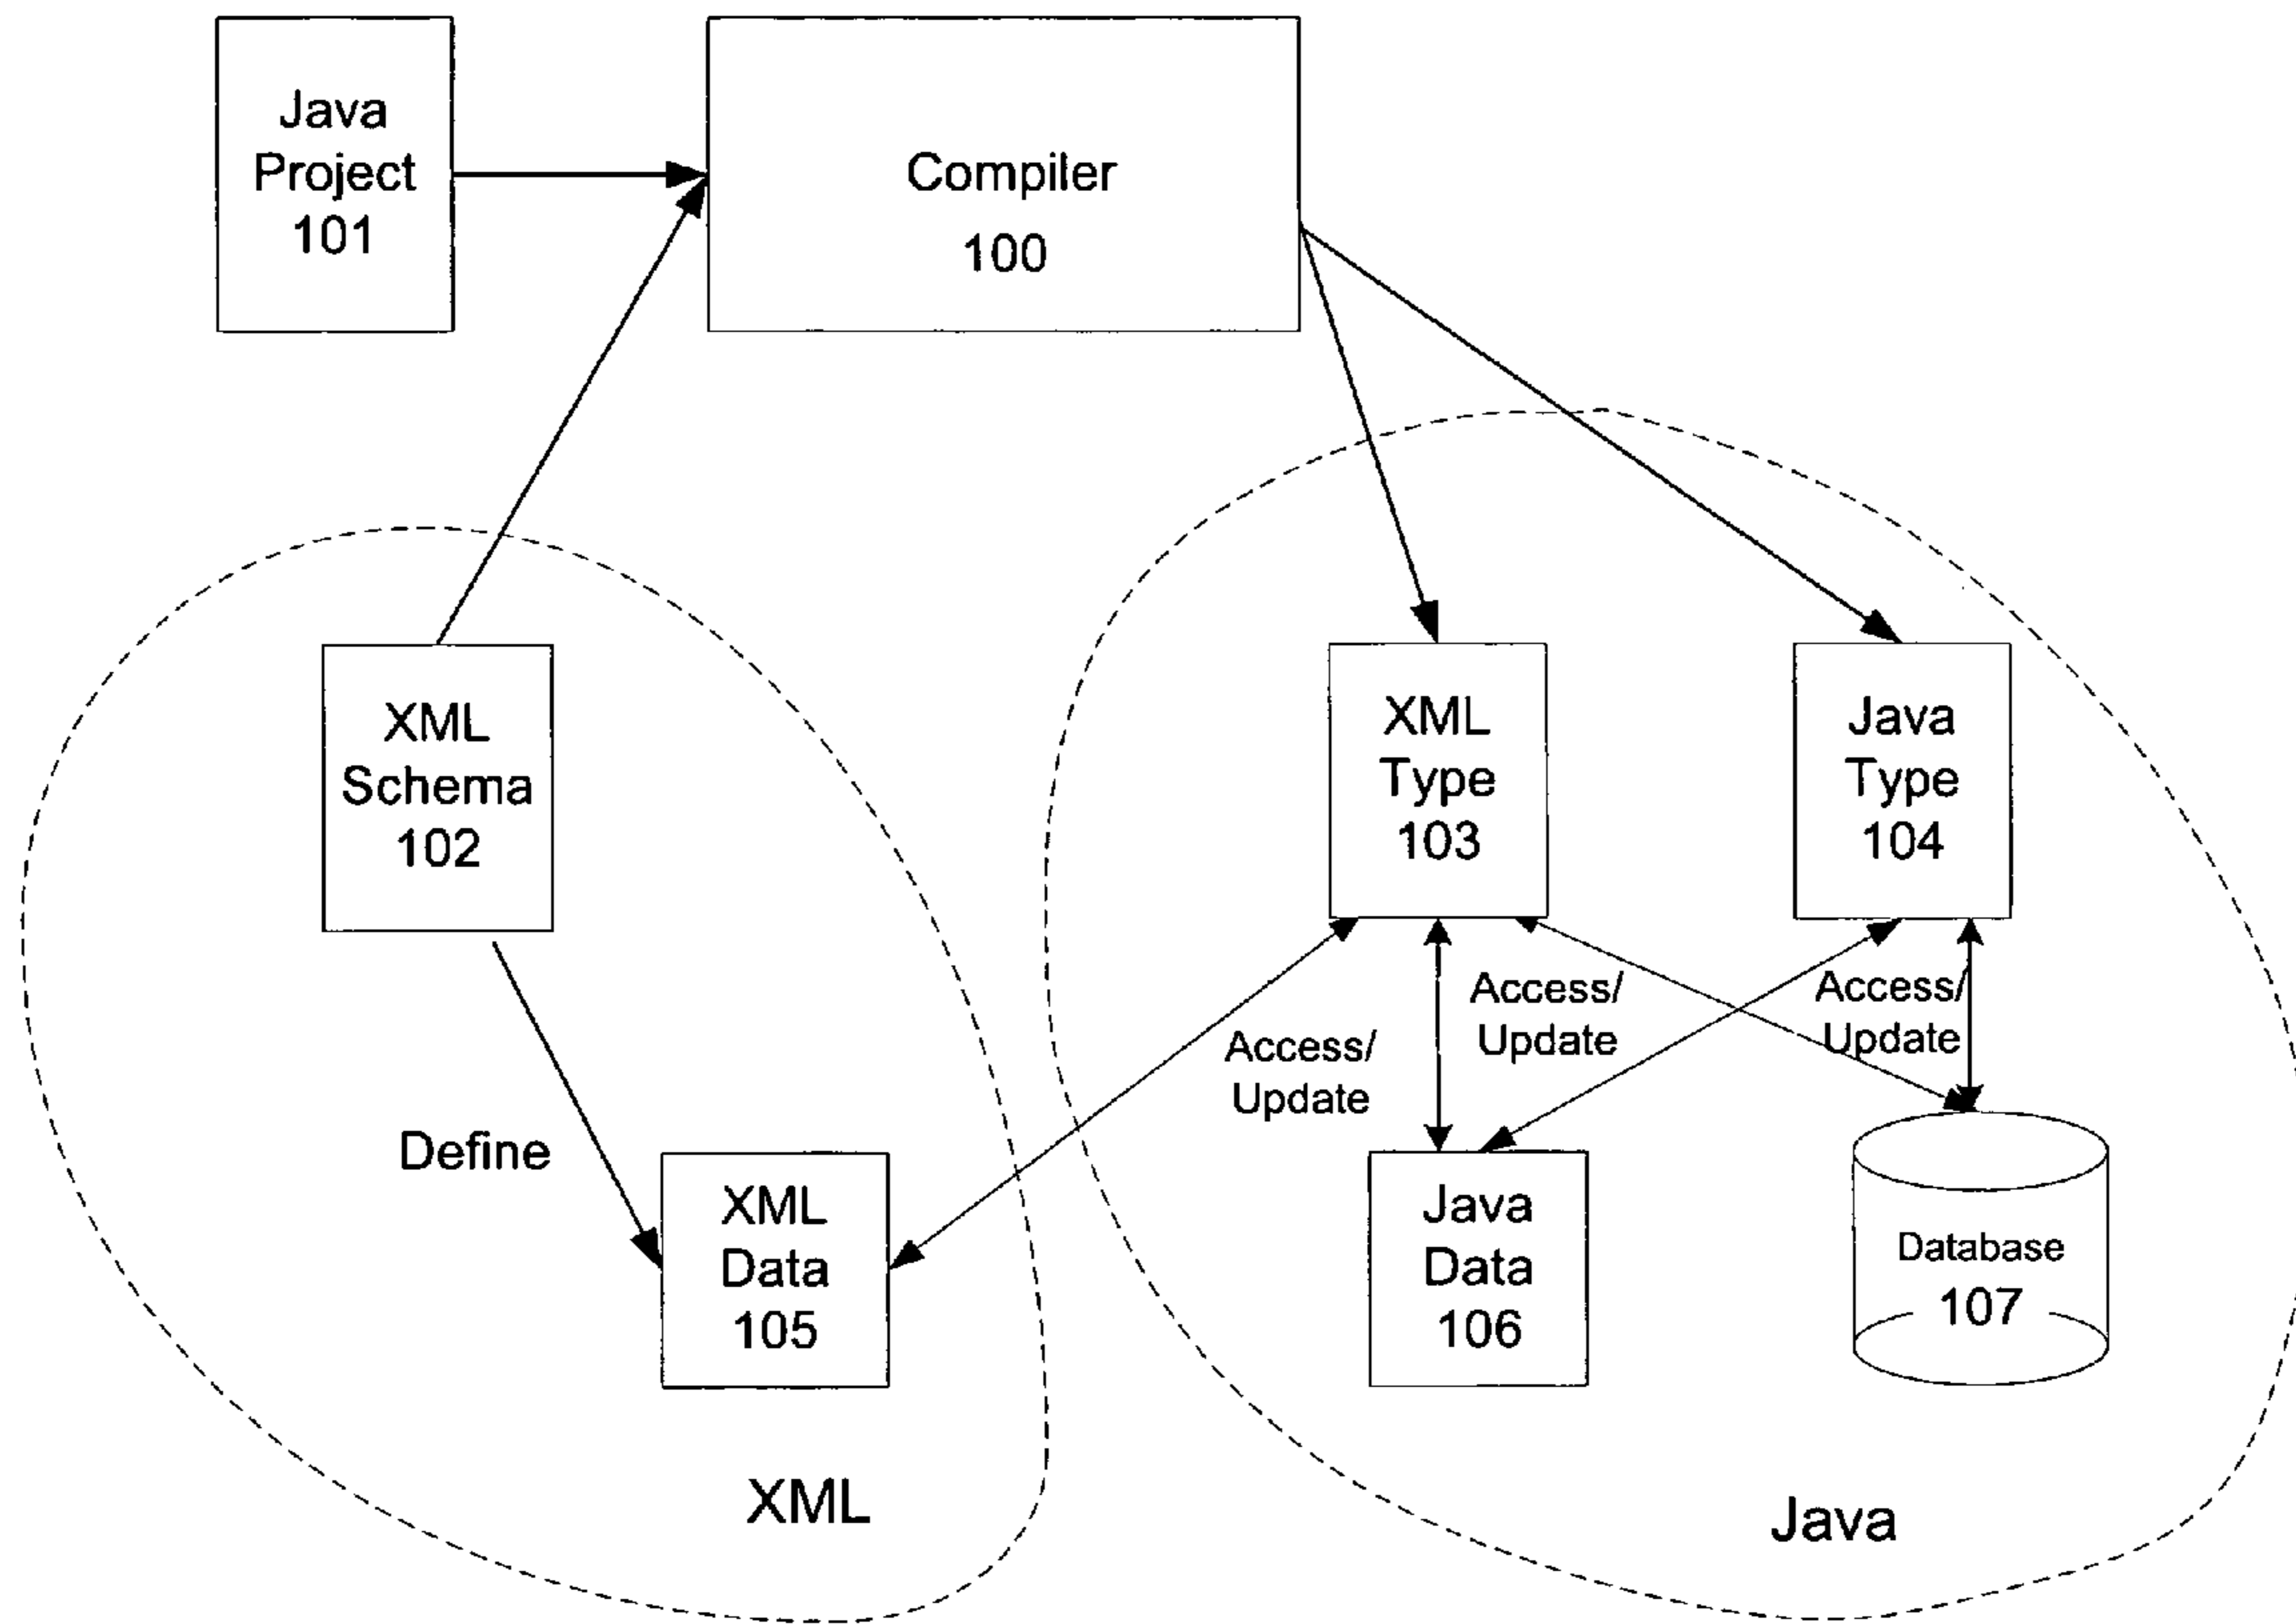 Java
Project
101
Compiler
100
XML
Schema
102
XML
Type
103
Java
Type
104
Access/
Update
Access/
Update
Access/
Update
Define
XML
Data
105
Java
Data
106
Database
107
XML
Java